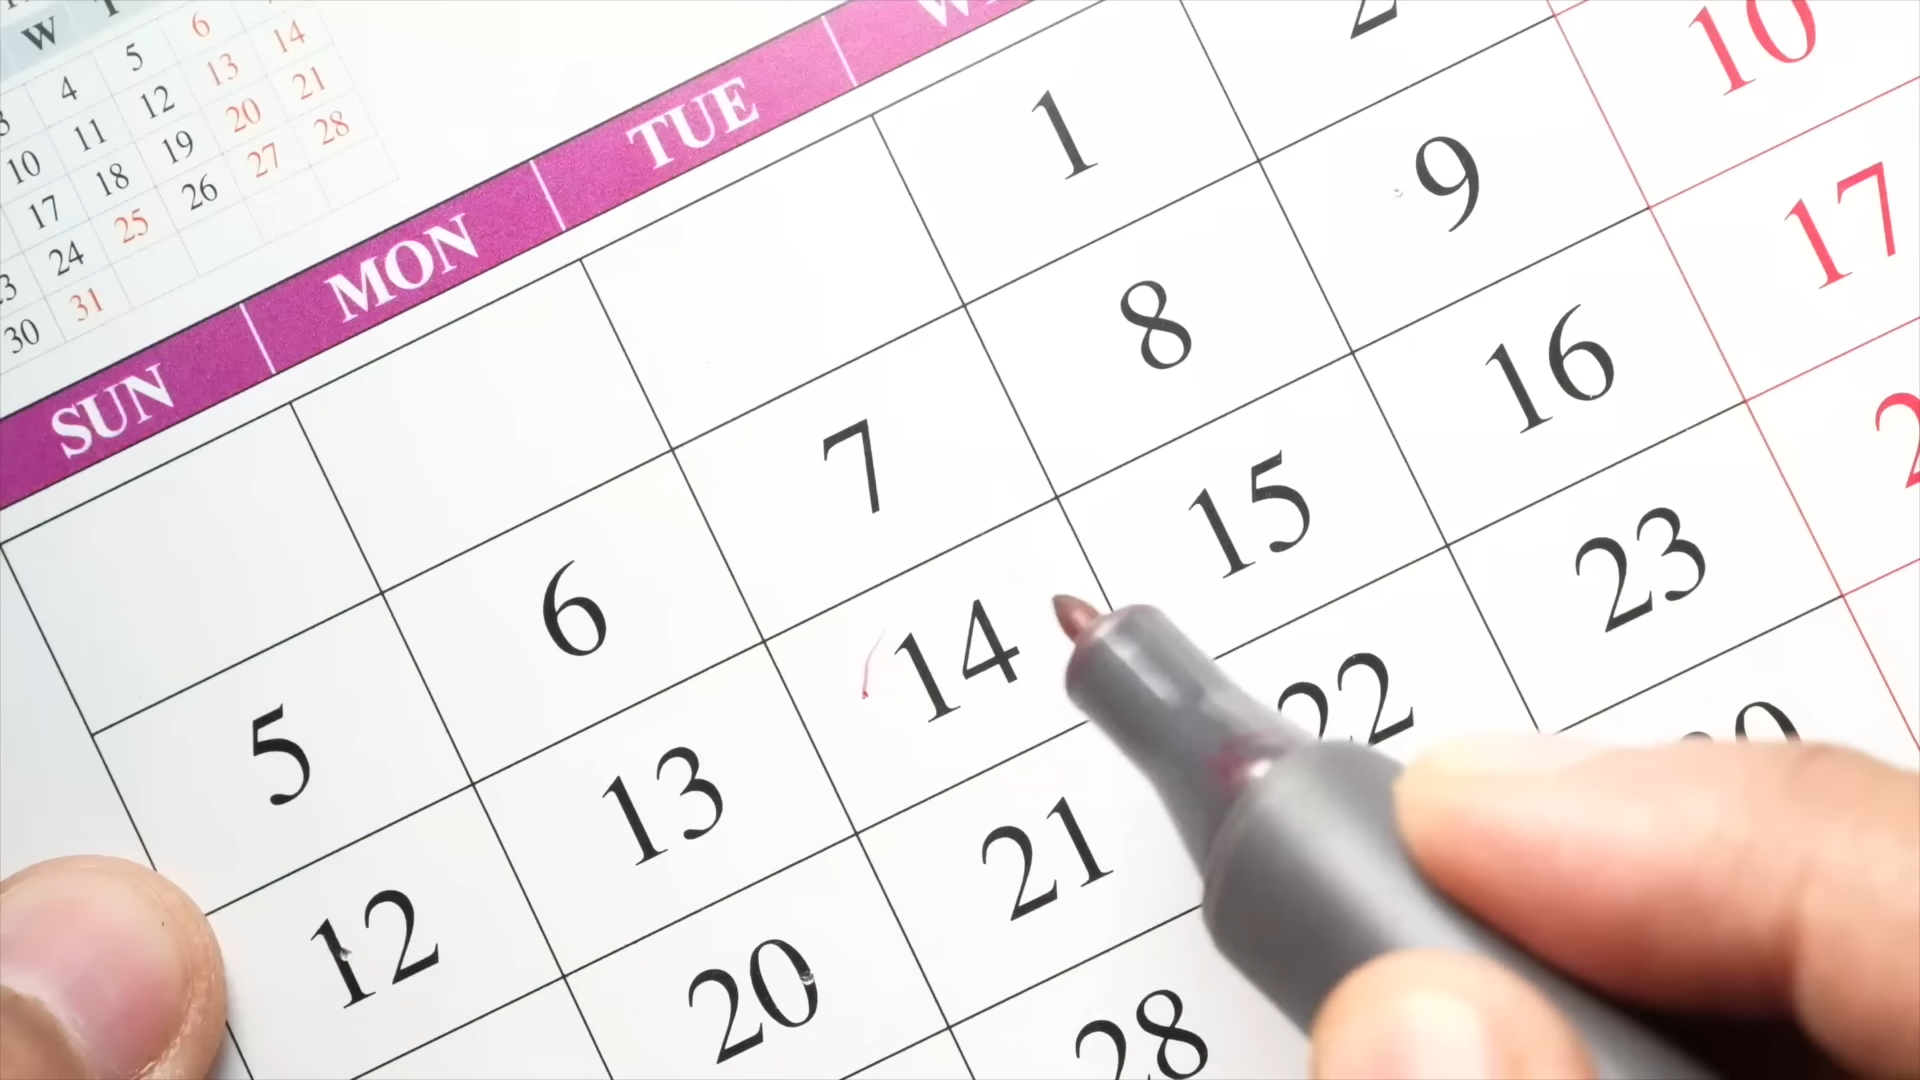 W
4 5 6
10 11 12 13 14
17 18 19 20 21
24 25 26 27 28
30 31
SUN MON TUE
1 2
5 6 7 8 9 10
12 13 14 15 16 17
20 21 22 23
28